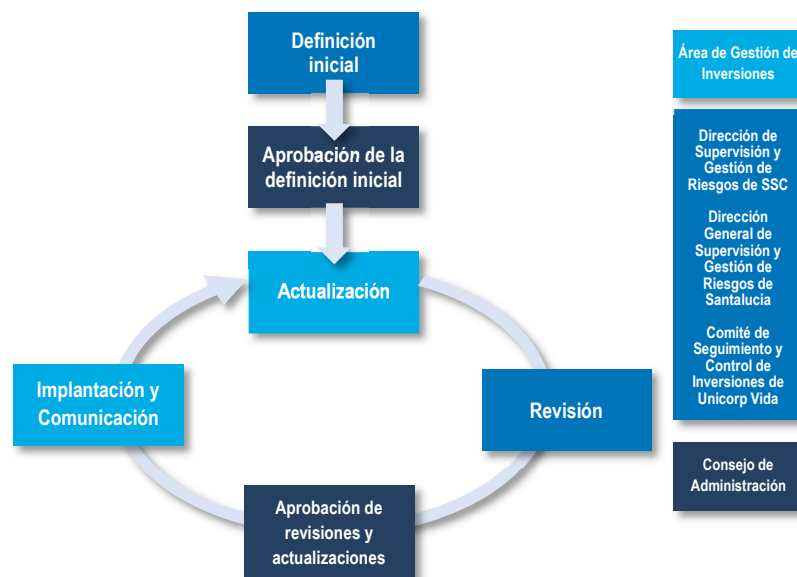 Definición
inicial
Aprobación de la
definición inicial
Actualización
Implantación y
Comunicación
Revisión
Aprobación de
revisiones y
actualizaciones
Área de Gestión de
Inversiones
Dirección de
Supervisión y
Gestión de
Riesgos de SSC
Dirección
General de
Supervisión y
Gestión de
Riesgos de
Santalucia
Comité de
Seguimiento y
Control de
Inversiones de
Unicorp Vida
Consejo de
Administración